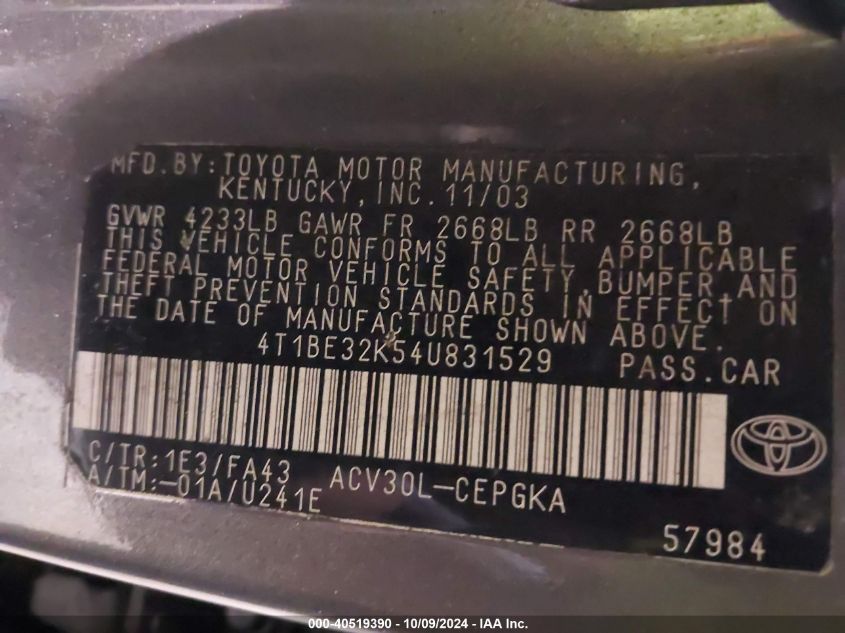 MFD.BY:TOYOTA MOTOR MANUFACTURING,
KENTUCKY,INC.11/03
GVWR 4233LB GAWR FR 2668LB RR 2668LB
THIS VEHICLE CONFORMS TO ALL APPLICABLE
FEDERAL MOTOR VEHICLE SAFETY,BUMPER,AND
THEFT PREVENTION STANDARDS IN EFFECT ON
THE DATE OF MANUFACTURE SHOWN ABOVE.
4T1BE32K54U831529 PASS.CAR
C/TR:1E3/FA43
A/TM:-01A/U241E
ACV30L-CEPGKA
57984
000-40519390 - 10/09/2024 - IAA, Inc.